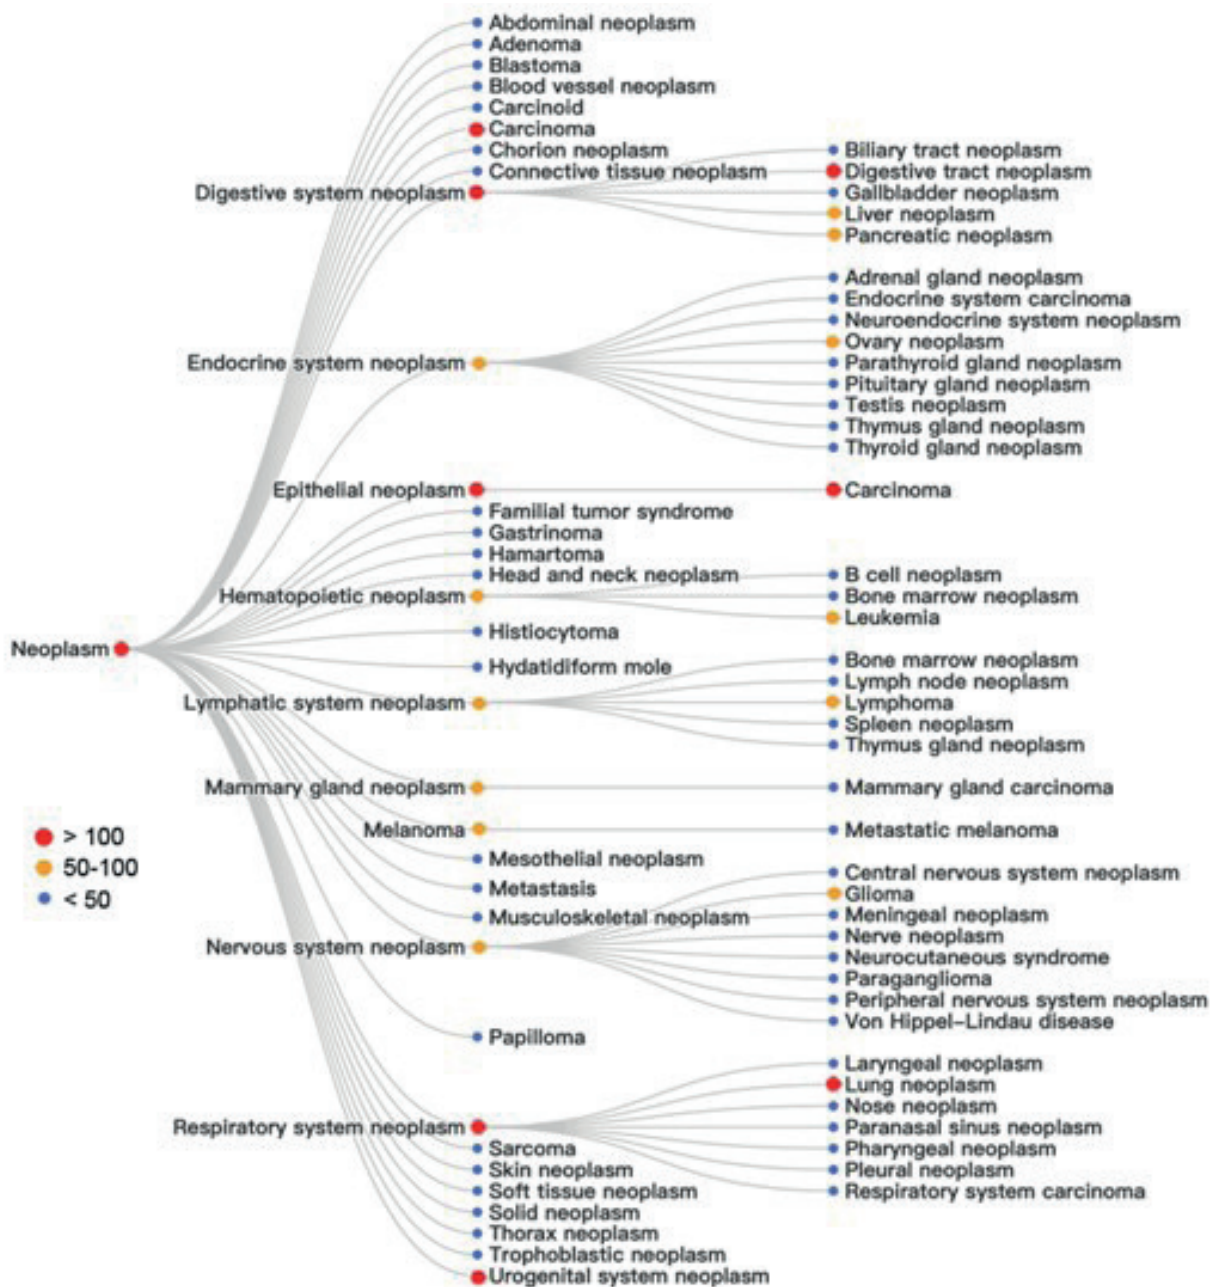 Abdominal neoplasm
Adenoma
Blastoma
Blood vessel neoplasm
Carcinoid
Carcinoma
Chorion neoplasm
Connective tissue neoplasm
Digestive system neoplasm
Biliary tract neoplasm
Digestive tract neoplasm
Gallbladder neoplasm
Liver neoplasm
Pancreatic neoplasm
Endocrine system neoplasm
Adrenal gland neoplasm
Endocrine system carcinoma
Neuroendocrine system neoplasm
Ovary neoplasm
Parathyroid gland neoplasm
Pituitary gland neoplasm
Testis neoplasm
Thymus gland neoplasm
Thyroid gland neoplasm
Epithelial neoplasm
Carcinoma
Familial tumor syndrome
Gastrinoma
Hamartoma
Head and neck neoplasm
Hematopoietic neoplasm
B cell neoplasm
Bone marrow neoplasm
Leukemia
Histiocytoma
Neoplasm
Hydatidiform mole
Lymphatic system neoplasm
Bone marrow neoplasm
Lymph node neoplasm
Lymphoma
Spleen neoplasm
Thymus gland neoplasm
Mammary gland neoplasm
Mammary gland carcinoma
Melanoma
Metastatic melanoma
> 100
50-100
< 50
Mesothelial neoplasm
Metastasis
Musculoskeletal neoplasm
Nervous system neoplasm
Central nervous system neoplasm
Glioma
Meningeal neoplasm
Nerve neoplasm
Neurocutaneous syndrome
Paraganglioma
Peripheral nervous system neoplasm
Von Hippel–Lindau disease
Papilloma
Respiratory system neoplasm
Laryngeal neoplasm
Lung neoplasm
Nose neoplasm
Paranasal sinus neoplasm
Pharyngeal neoplasm
Pleural neoplasm
Respiratory system carcinoma
Sarcoma
Skin neoplasm
Soft tissue neoplasm
Solid neoplasm
Thorax neoplasm
Trophoblastic neoplasm
Urogenital system neoplasm